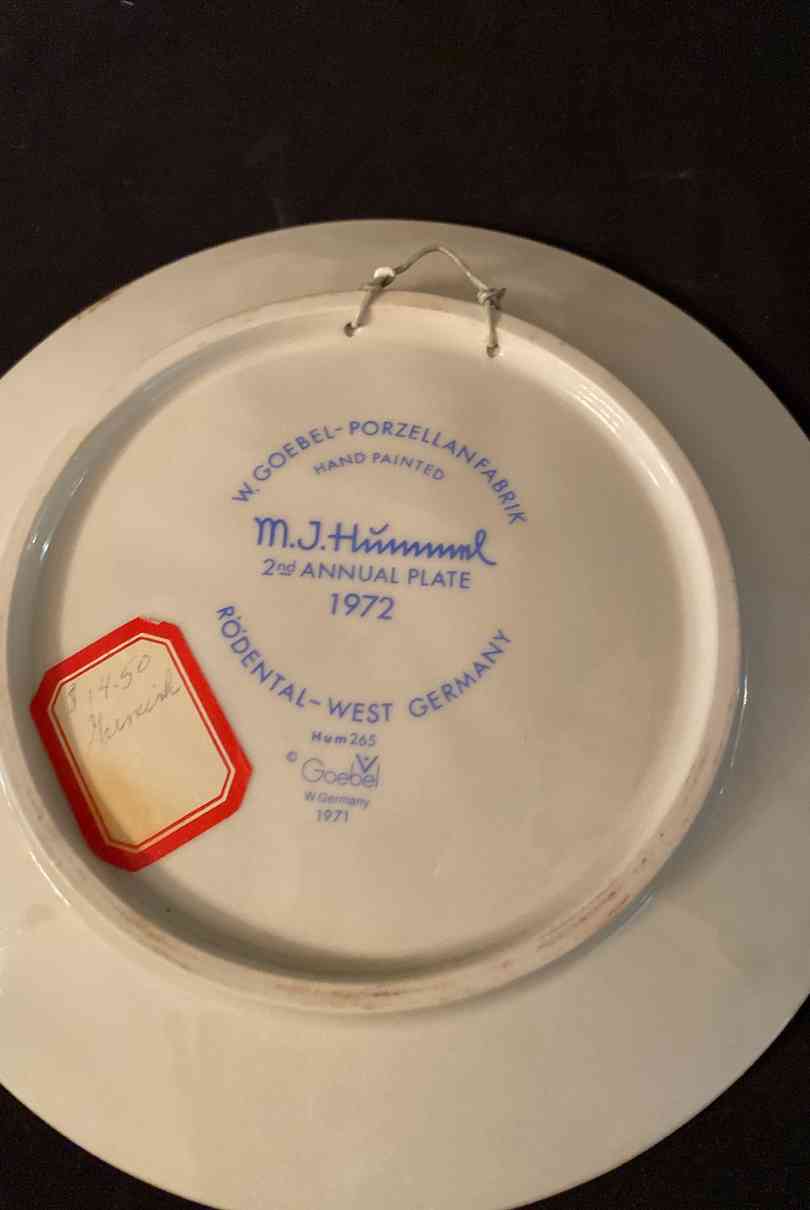 W. GOEBEL-PORZELLANFABRIK
HAND PAINTED
M.J.Hummel
2nd ANNUAL PLATE
1972
RÖDENTAL-WEST GERMANY
Hum 265
© Goebel
W.Germany
1971
$ 14.50